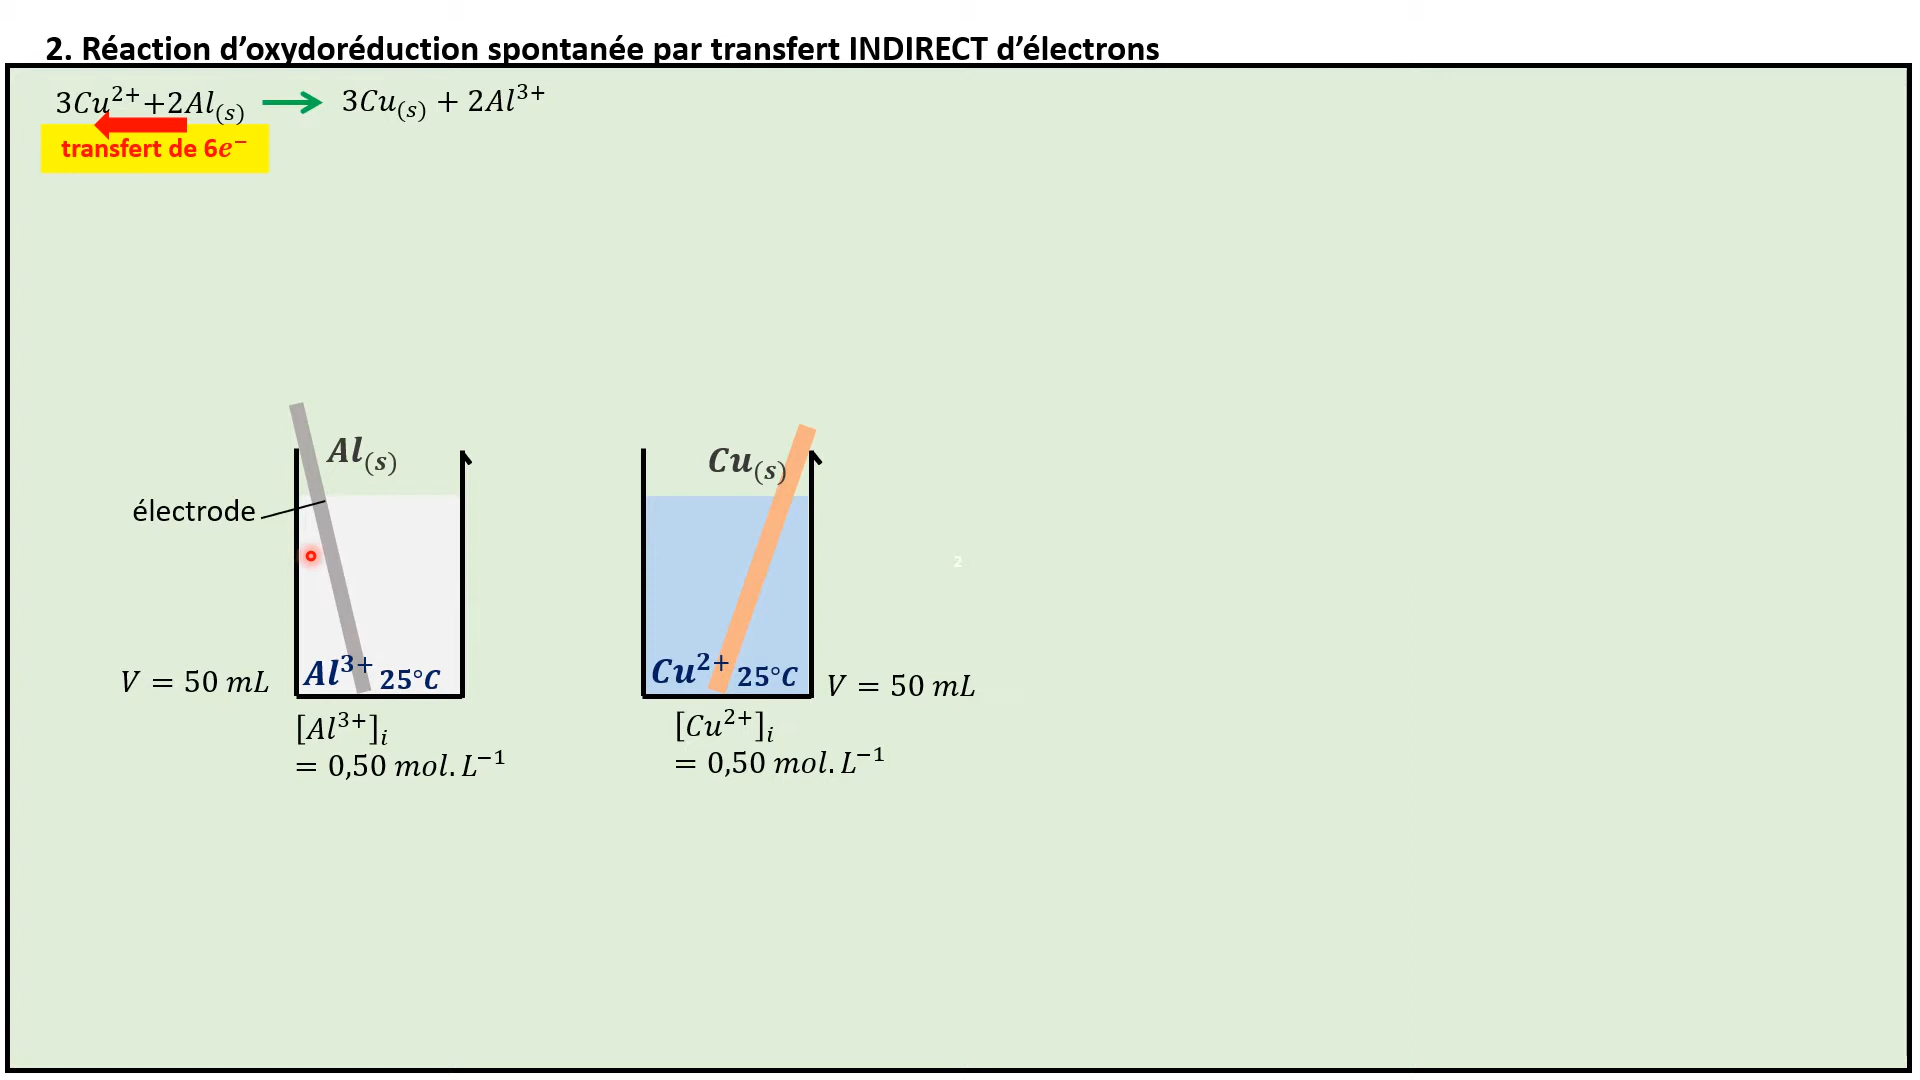 2. Réaction d’oxydoréduction spontanée par transfert INDIRECT d’électrons
3Cu²⁺+2Al₍ₛ₎ → 3Cu₍ₛ₎ + 2Al³⁺
transfert de 6e⁻
Al₍ₛ₎
Cu₍ₛ₎
électrode
2
V = 50 mL
Al³⁺ 25°C
Cu²⁺ 25°C
V = 50 mL
[Al³⁺]ᵢ
= 0,50 mol.L⁻¹
[Cu²⁺]ᵢ
= 0,50 mol.L⁻¹